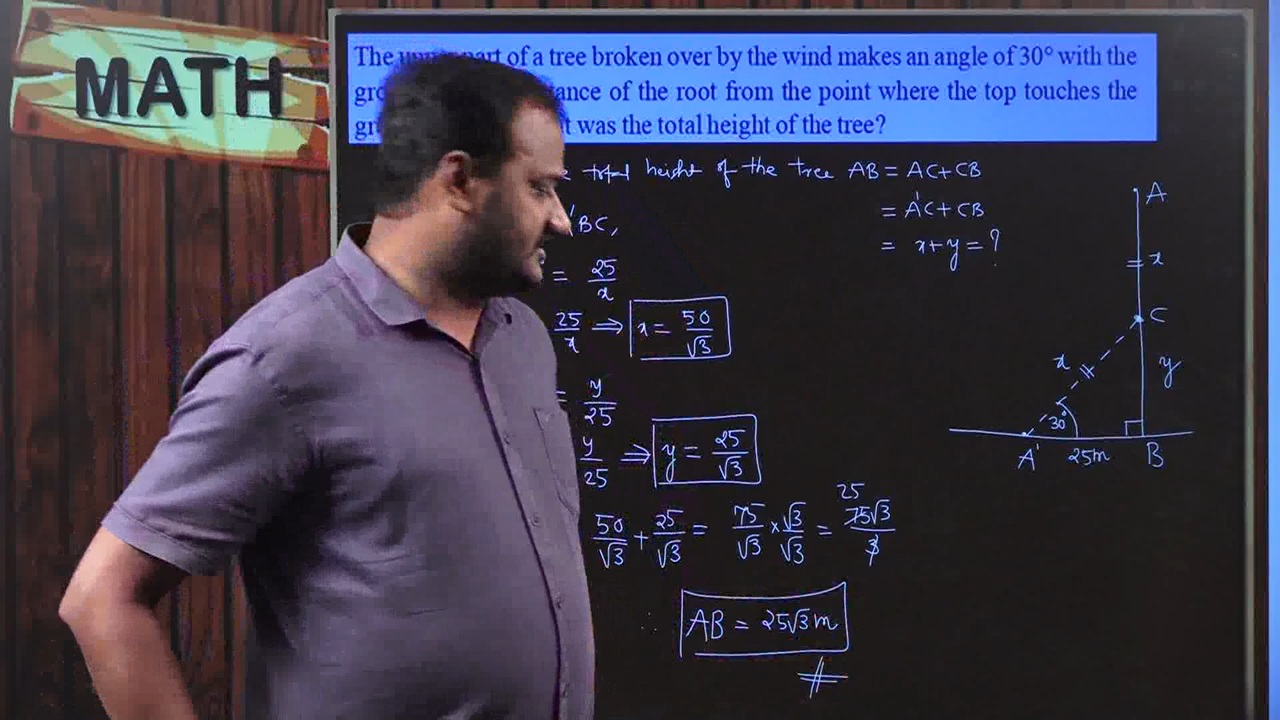 MATH
The upper part of a tree broken over by the wind makes an angle of 30° with the
ance of the root from the point where the top touches the
was the total height of the tree?
total height of the tree AB = AC + CB
= A'C + CB
= x + y = ?
'BC,
= 25/x
25/x ⇒ x = 50/√3
= y/25
y/25 ⇒ y = 25/√3
50/√3 + 25/√3 = 75/√3 × √3/√3 = 75√3/3
25
∴ AB = 25√3 m
A
x
C
x
y
30°
A' 25m B